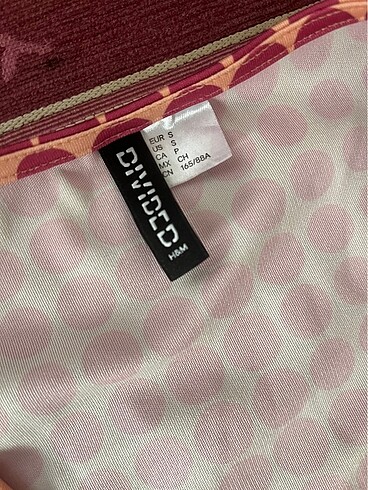 EUR S
US S
CA P
MX CH
CN 165/88A
DIVIDED
H&M